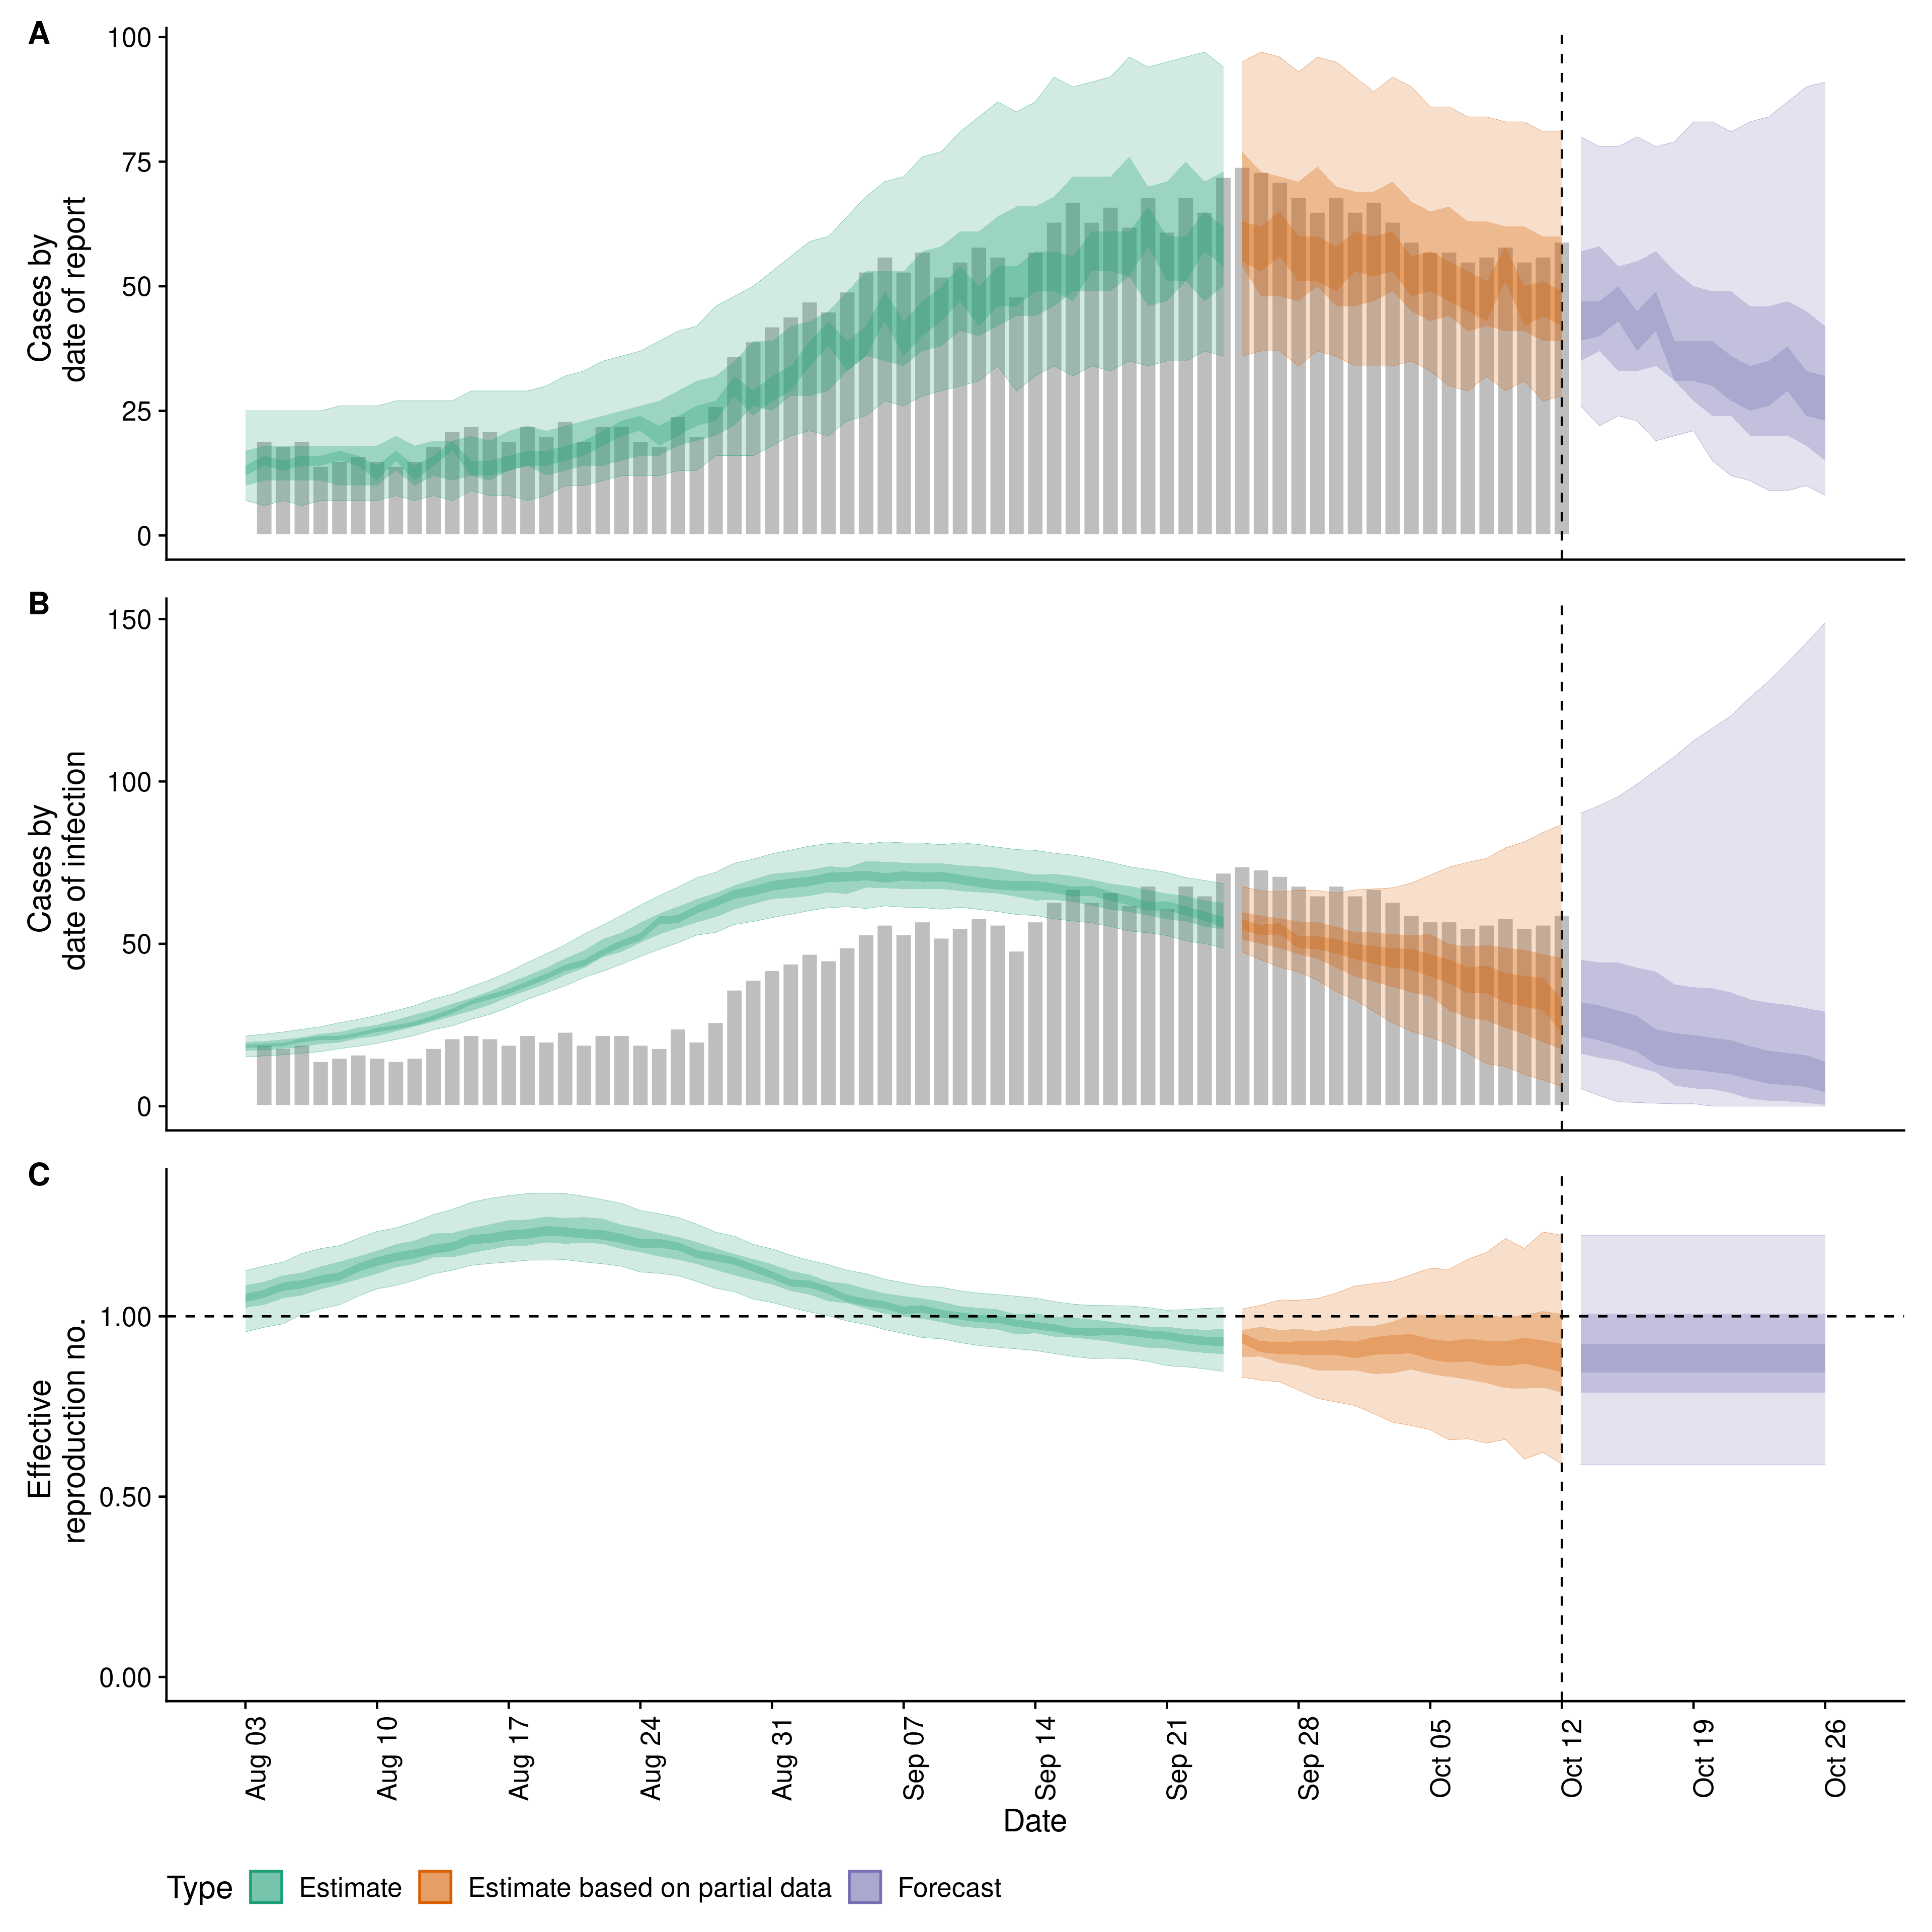 A
100
75
50
25
0
Cases by
date of report
B
150
100
50
0
Cases by
date of infection
C
1.00
0.50
0.00
Effective
reproduction no.
Aug 03
Aug 10
Aug 17
Aug 24
Aug 31
Sep 07
Sep 14
Sep 21
Sep 28
Oct 05
Oct 12
Oct 19
Oct 26
Date
Type Estimate Estimate based on partial data Forecast